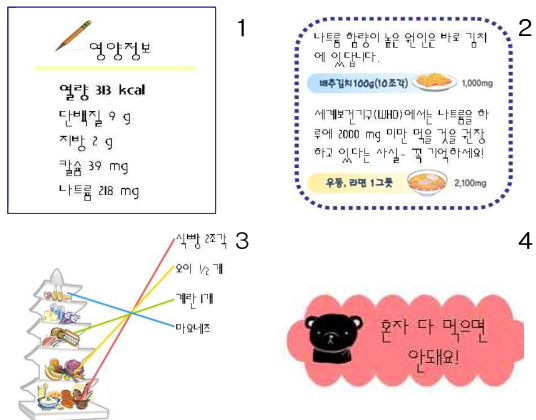 1
영양정보
열량 313 kcal
단백질 9 g
지방 2 g
칼슘 39 mg
나트륨 218 mg
2
나트륨 함량이 높은 원인은 바로 김치
에 있답니다.
배추김치100g(10조각) 1,000mg
세계보건기구(WHO)에서는 나트륨을 하
루에 2000 mg 미만 먹을 것을 권장
하고 있다는 사실~ 꼭 기억하세요!
우동, 라면 1그릇 2,100mg
3
식빵 2조각
오이 1/2 개
계란 1개
마요네즈
4
혼자 다 먹으면
안돼요!